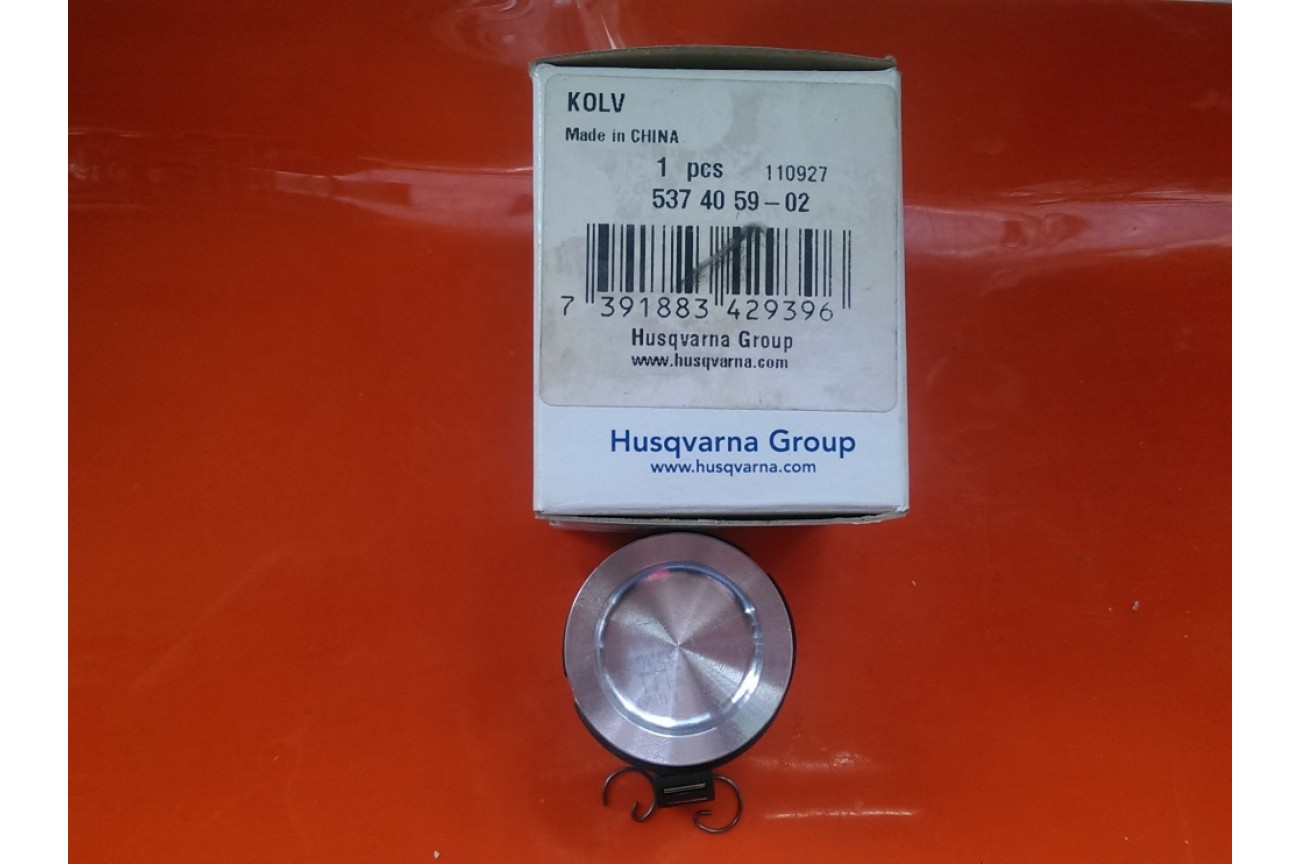 KOLV
Made in CHINA
1 pcs 110927
537 40 59-02
7 391883 429396
Husqvarna Group
www.husqvarna.com
Husqvarna Group
www.husqvarna.com